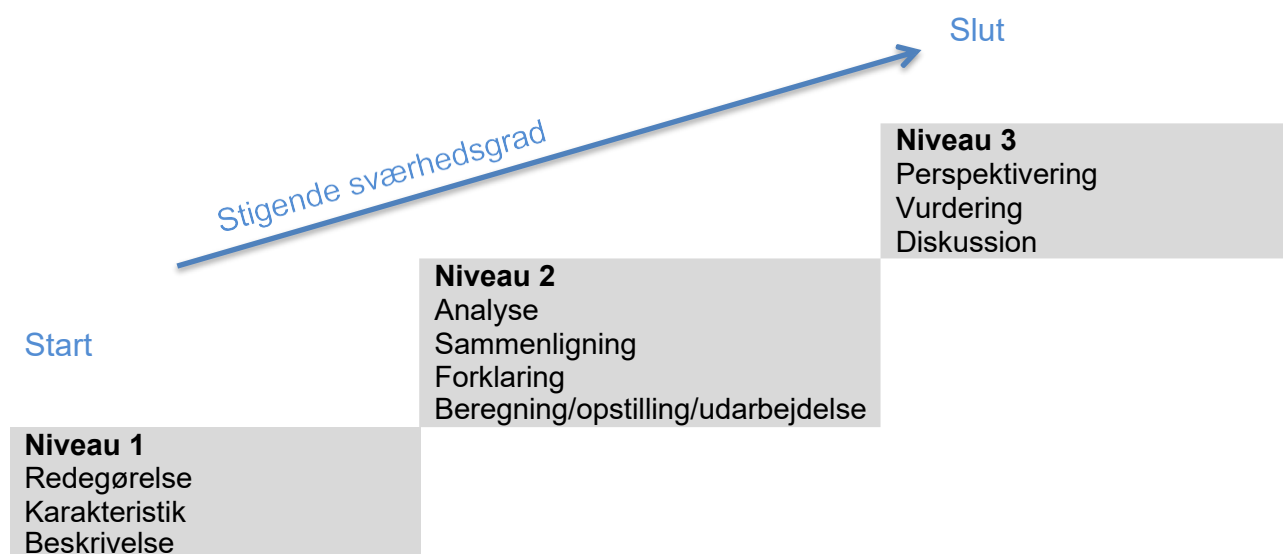 Slut
Stigende sværhedsgrad
Niveau 3
Perspektivering
Vurdering
Diskussion
Niveau 2
Analyse
Sammenligning
Forklaring
Beregning/opstilling/udarbejdelse
Start
Niveau 1
Redegørelse
Karakteristik
Beskrivelse